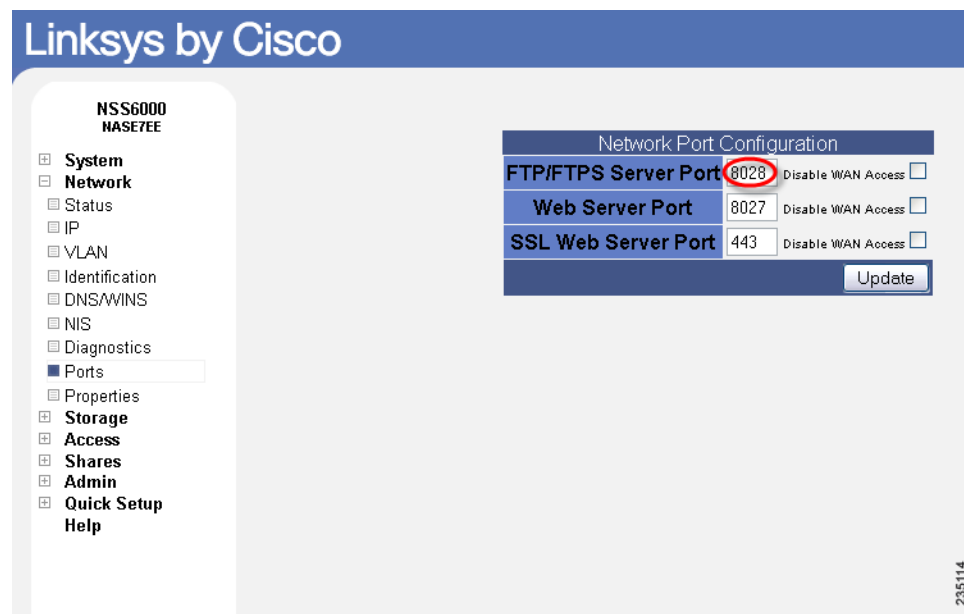 Linksys by Cisco
NSS6000
NASE7EE
System
Network
Status
IP
VLAN
Identification
DNS/WINS
NIS
Diagnostics
Ports
Properties
Storage
Access
Shares
Admin
Quick Setup
Help
Network Port Configuration
FTP/FTPS Server Port 8028 Disable WAN Access
Web Server Port 8027 Disable WAN Access
SSL Web Server Port 443 Disable WAN Access
Update
235114